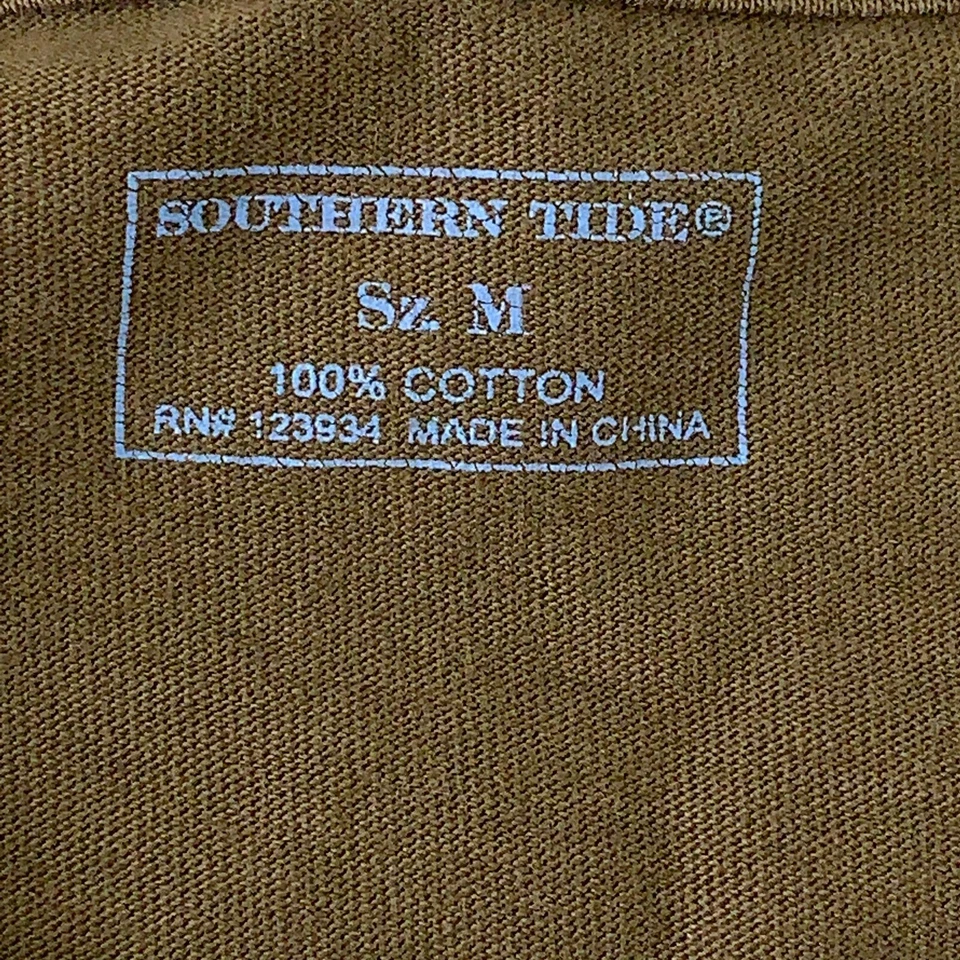 SOUTHERN TIDE®
Sz. M
100% COTTON
RN# 123934 MADE IN CHINA